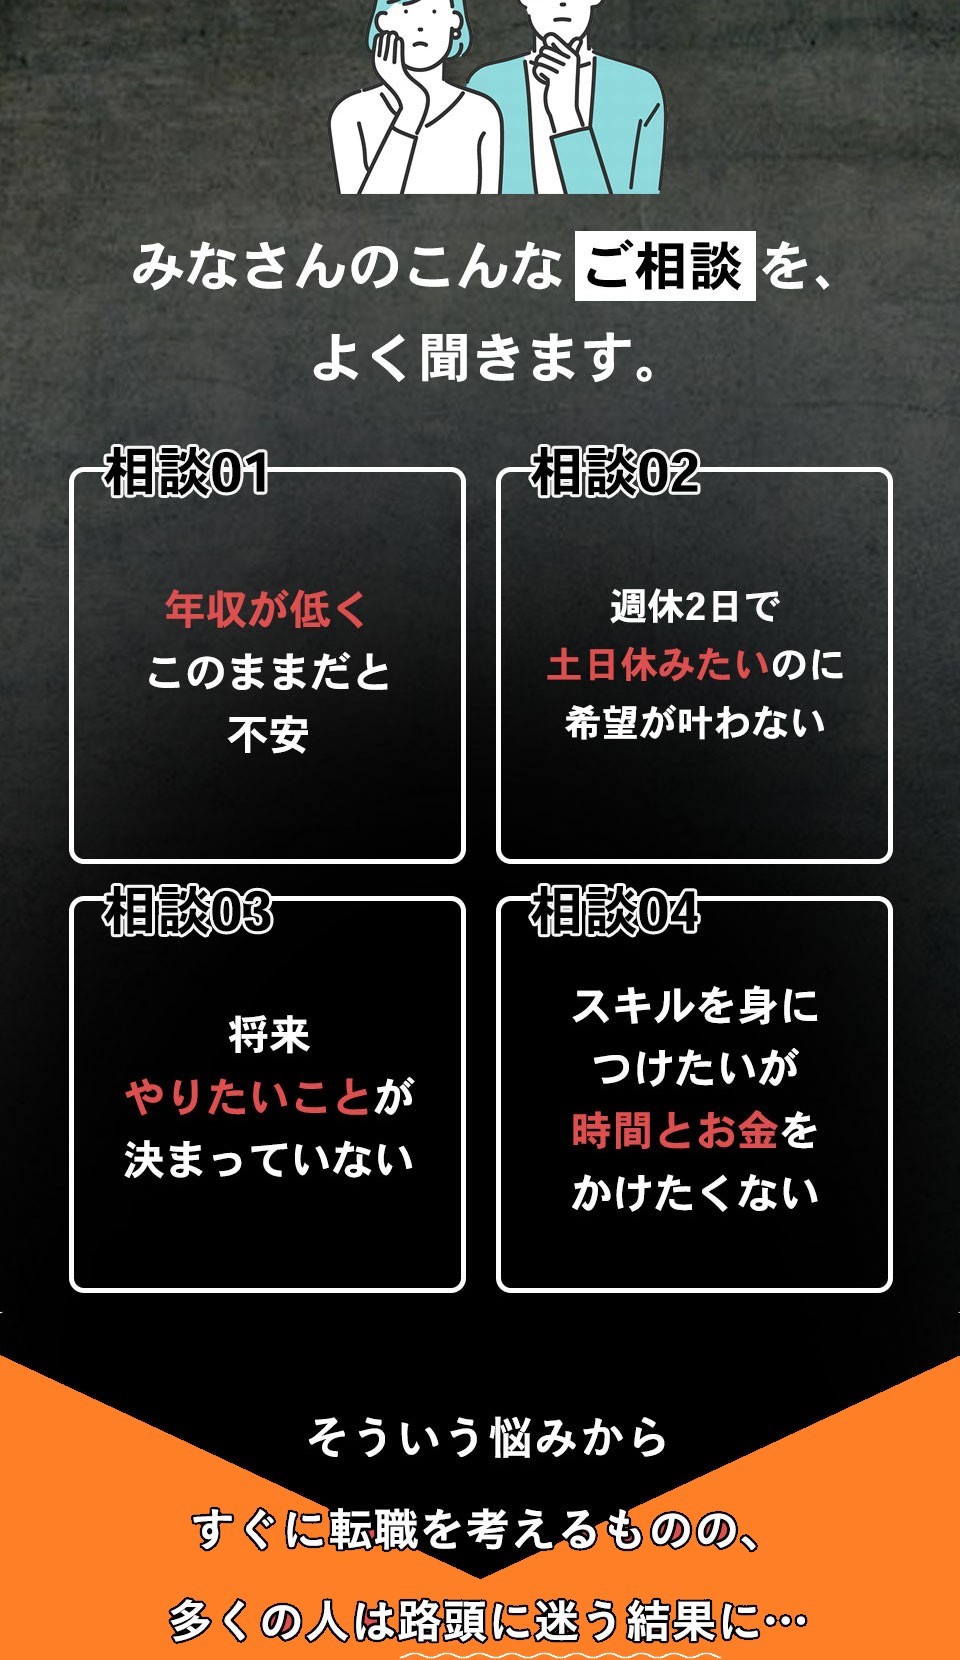 みなさんのこんなご相談を、
よく聞きます。
相談01
年収が低く
このままだと
不安
相談02
週休2日で
土日休みたいのに
希望が叶わない
相談03
将来
やりたいことが
決まっていない
相談04
スキルを身に
つけたいが
時間とお金を
かけたくない
そういう悩みから
すぐに転職を考えるものの、
多くの人は路頭に迷う結果に…